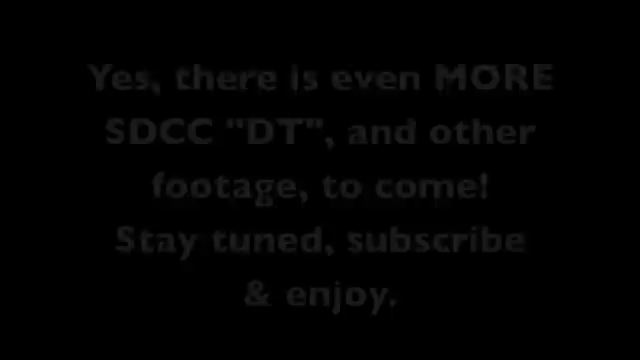 Yes, there is even MORE
SDCC "DT", and other
footage, to come!
Stay tuned, subscribe
& enjoy.